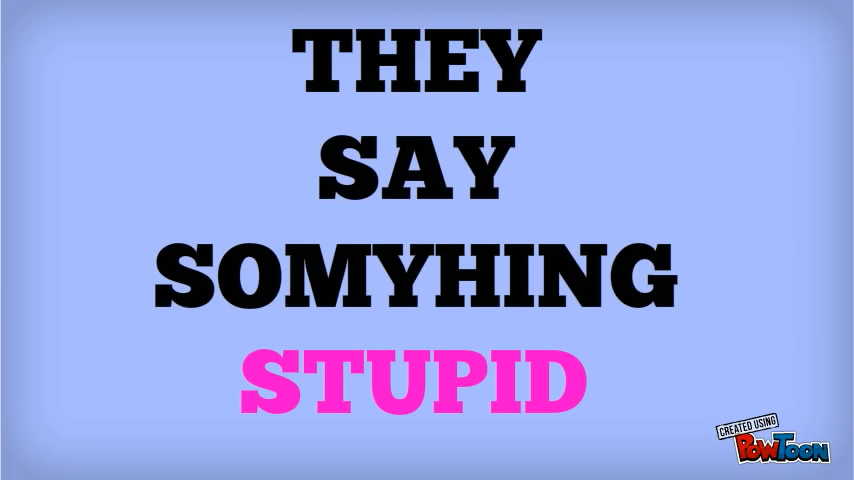 THEY
SAY
SOMYHING
STUPID
CREATED USING
POWTOON